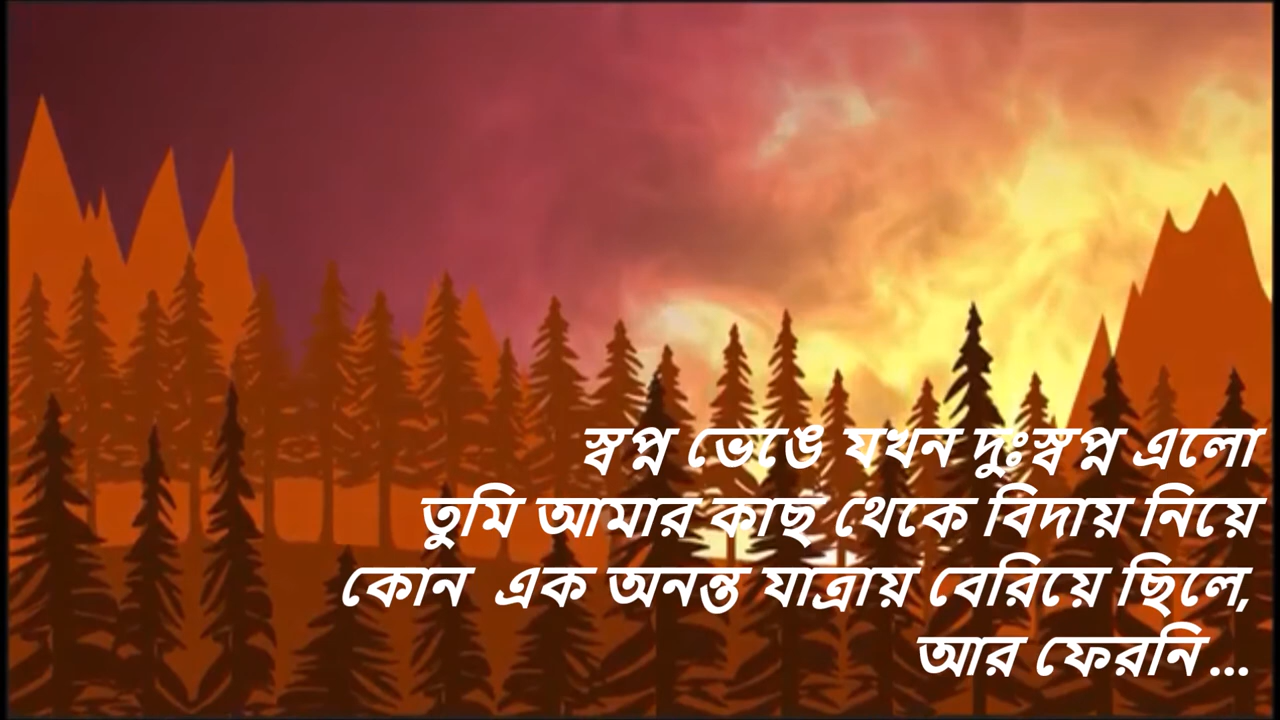 স্বপ্ন ভেঙে যখন দুঃস্বপ্ন এলো
তুমি আমার কাছ থেকে বিদায় নিয়ে
কোন এক অনন্ত যাত্রায় বেরিয়ে ছিলে,
আর ফেরনি...